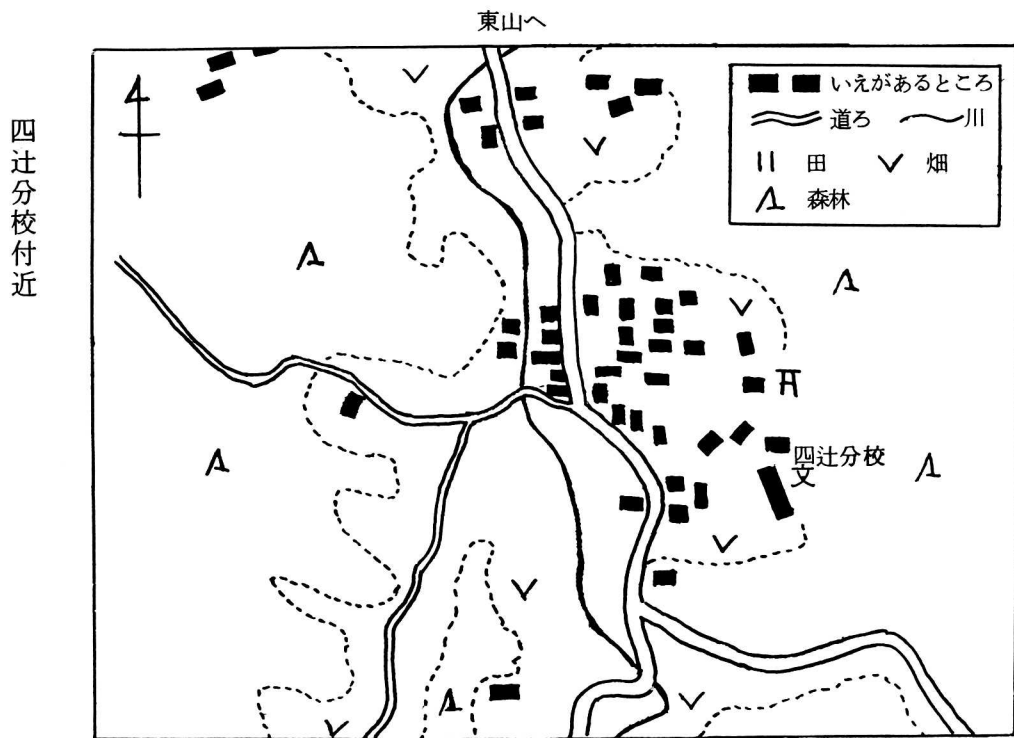 東山へ
四辻分校付近
いえがあるところ
道ろ 川
田 畑
森林
四辻分校
文